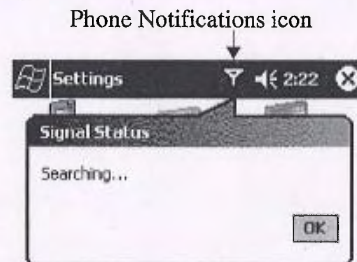 Phone Notifications icon
Settings 2:22
Signal Status
Searching...
OK